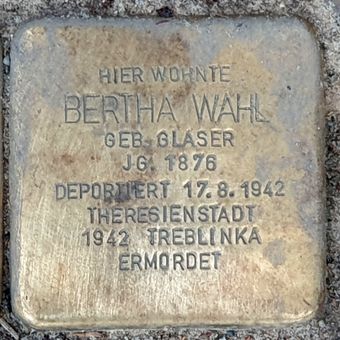 HIER WOHNTE
BERTHA WAHL
GEB. GLASER
JG. 1876
DEPORTIERT 17.8.1942
THERESIENSTADT
1942 TREBLINKA
ERMORDET